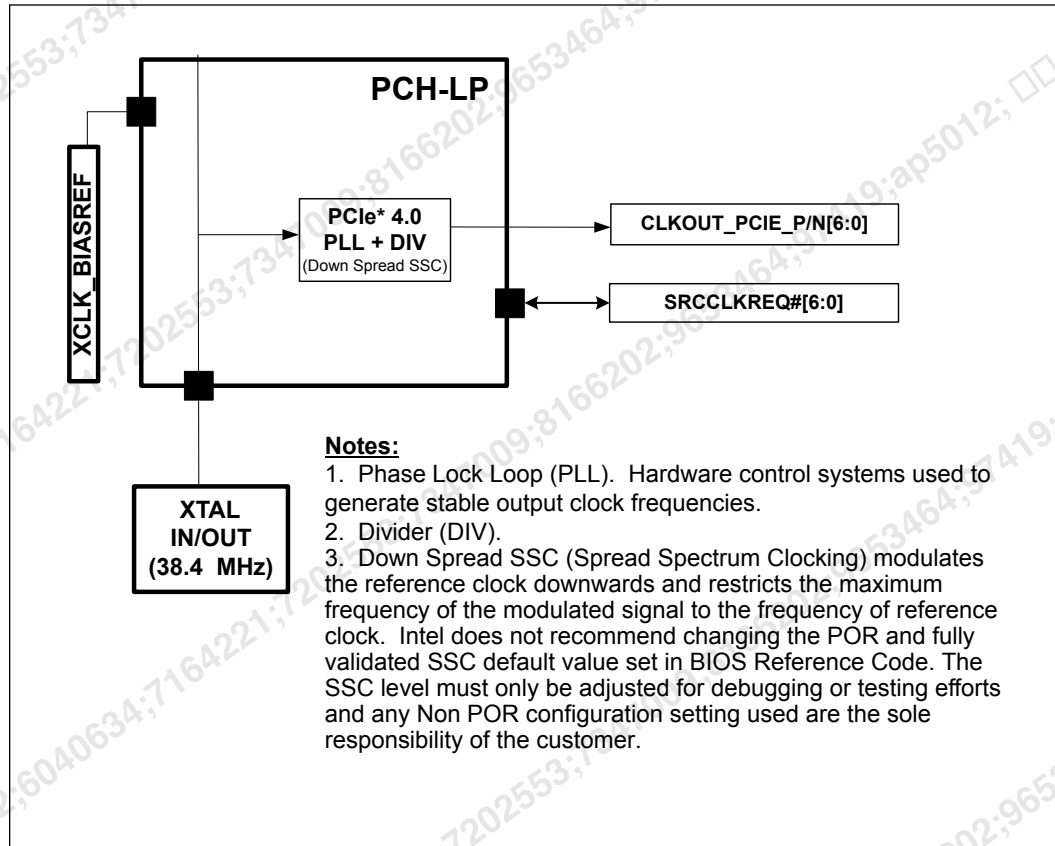 PCH-LP
XCLK_BIASREF
PCIe* 4.0
PLL + DIV
(Down Spread SSC)
CLKOUT_PCIE_P/N[6:0]
SRCCLKREQ#[6:0]
XTAL
IN/OUT
(38.4 MHz)
Notes:
1. Phase Lock Loop (PLL). Hardware control systems used to
generate stable output clock frequencies.
2. Divider (DIV).
3. Down Spread SSC (Spread Spectrum Clocking) modulates
the reference clock downwards and restricts the maximum
frequency of the modulated signal to the frequency of reference
clock. Intel does not recommend changing the POR and fully
validated SSC default value set in BIOS Reference Code. The
SSC level must only be adjusted for debugging or testing efforts
and any Non POR configuration setting used are the sole
responsibility of the customer.